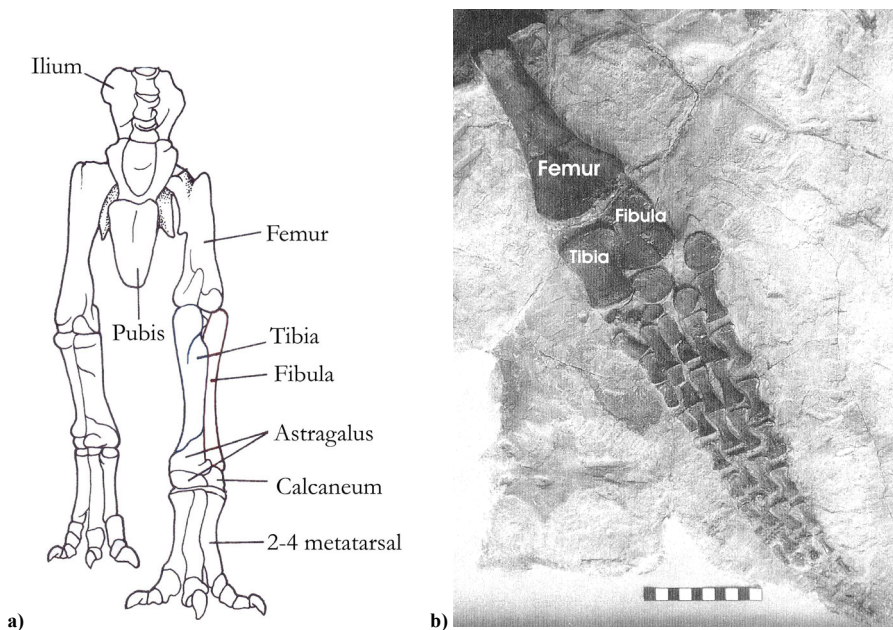 Ilium
Femur
Pubis
Tibia
Fibula
Astragalus
Calcaneum
2-4 metatarsal
a)
Femur
Fibula
Tibia
b)